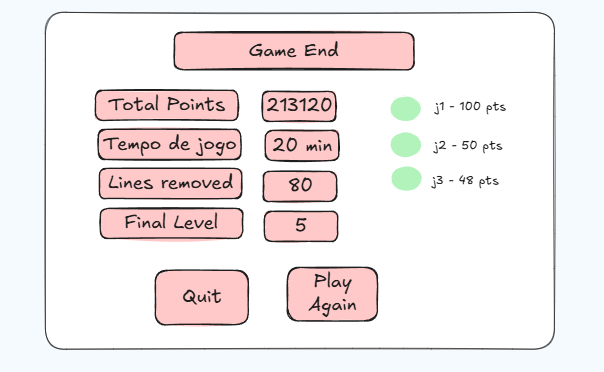 Game End
Total Points 213120
j1 - 100 pts
Tempo de jogo 20 min
j2 - 50 pts
Lines removed 80
j3 - 48 pts
Final Level 5
Quit
Play
Again